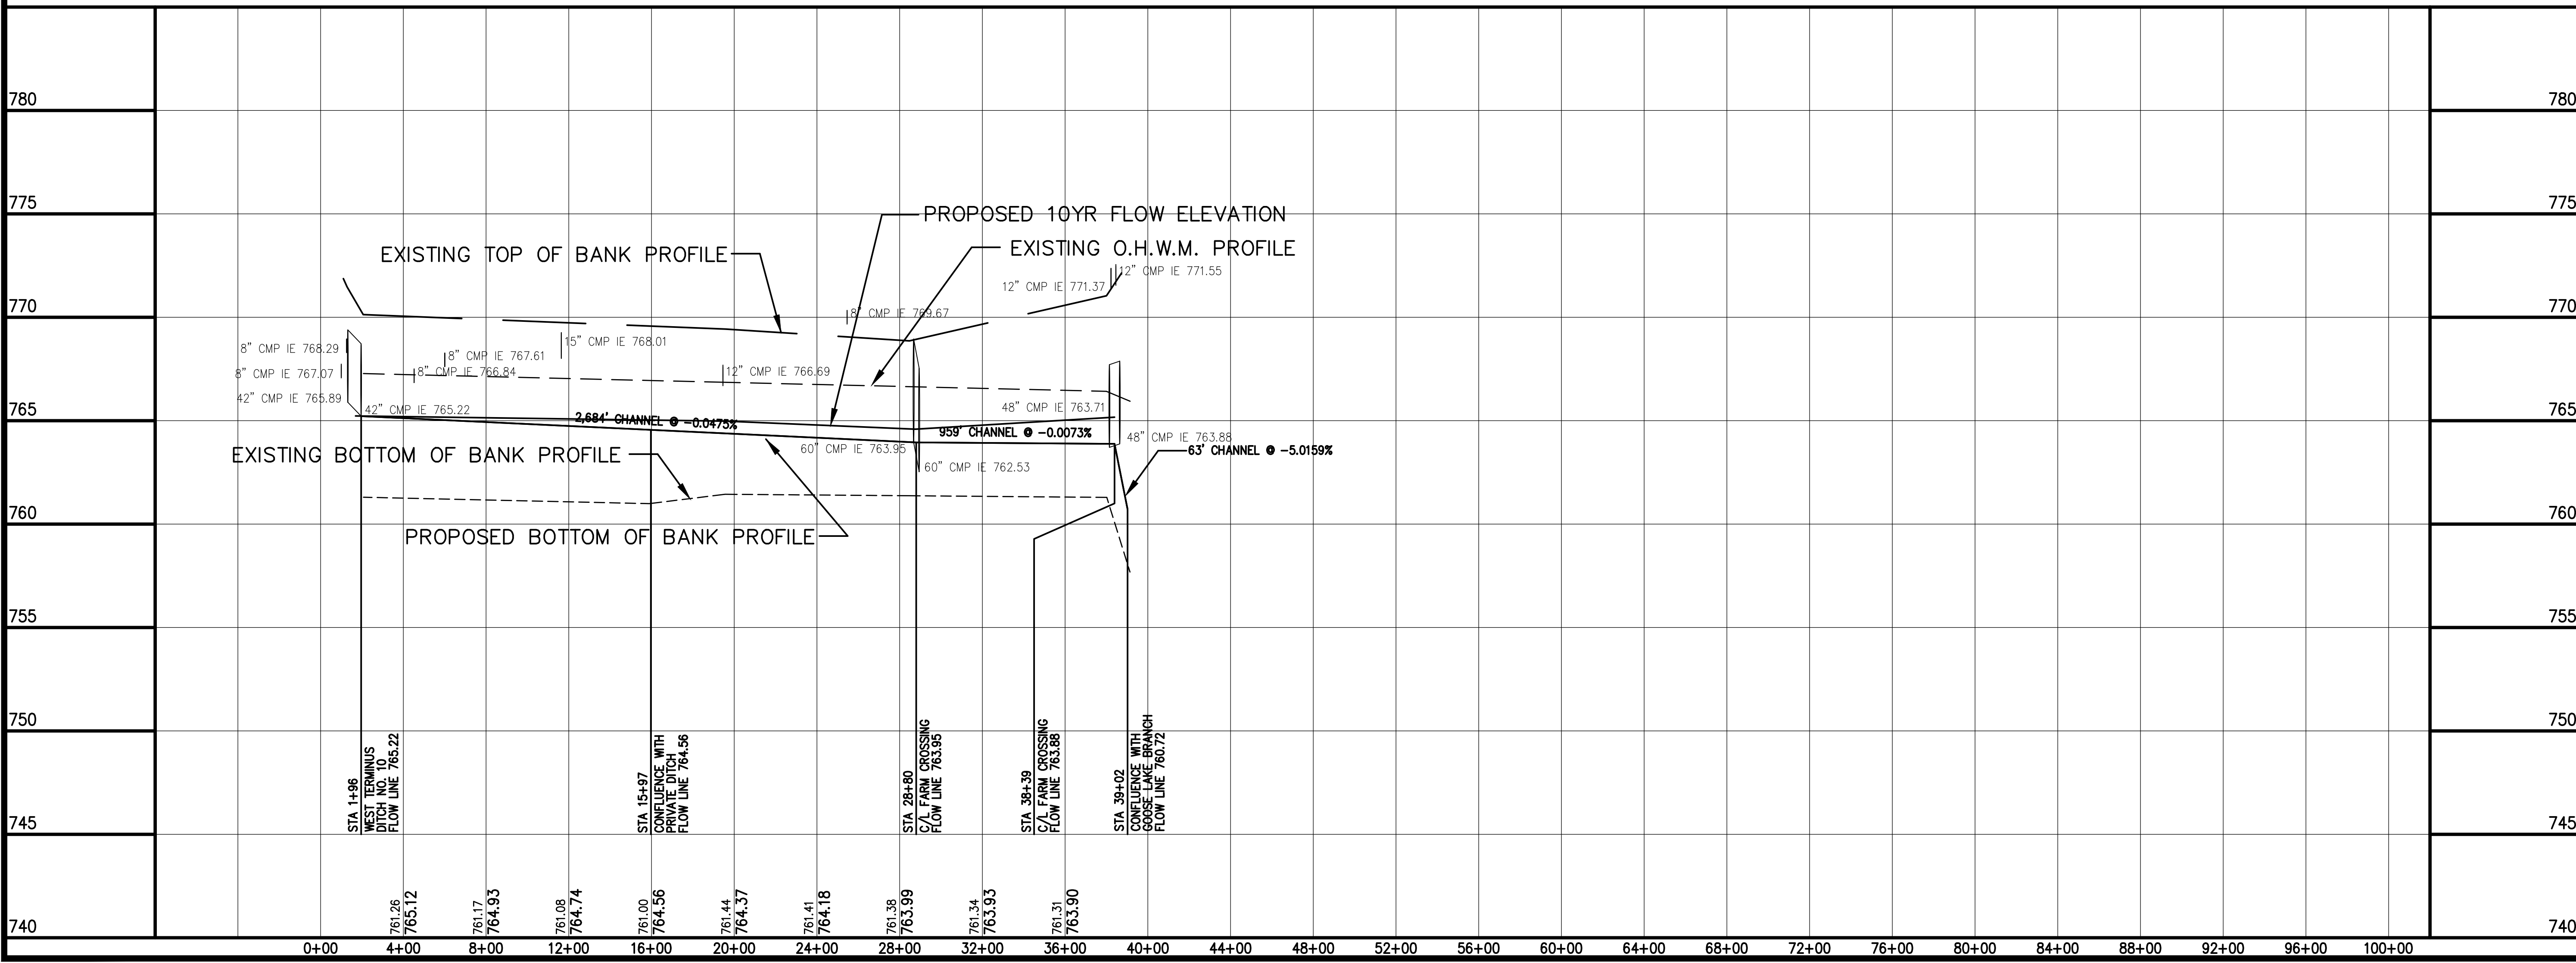 780
780
775
775
PROPOSED 10YR FLOW ELEVATION
EXISTING TOP OF BANK PROFILE
EXISTING O.H.W.M. PROFILE
12" CMP IE 771.55
12" CMP IE 771.37
770
770
8" CMP IE 769.67
15" CMP IE 768.01
8" CMP IE 768.29
8" CMP IE 767.61
8" CMP IE 767.07
8" CMP IE 766.84
12" CMP IE 766.69
42" CMP IE 765.89
42" CMP IE 765.22
48" CMP IE 763.71
765
765
2,684' CHANNEL @ -0.0475%
959' CHANNEL @ -0.0073%
48" CMP IE 763.88
63' CHANNEL @ -5.0159%
60" CMP IE 763.95
EXISTING BOTTOM OF BANK PROFILE
60" CMP IE 762.53
760
760
PROPOSED BOTTOM OF BANK PROFILE
755
755
750
750
STA 1+96
WEST TERMINUS
DITCH NO. 10
FLOW LINE 765.22
STA 15+97
CONFLUENCE WITH
PRIVATE DITCH
FLOW LINE 764.56
STA 28+80
C/L FARM CROSSING
FLOW LINE 763.95
STA 38+39
C/L FARM CROSSING
FLOW LINE 763.88
STA 39+02
CONFLUENCE WITH
GOOSE LAKE BRANCH
FLOW LINE 760.72
745
745
761.26
765.12
761.17
764.93
761.08
764.74
761.00
764.56
761.44
764.37
761.41
764.18
761.38
763.99
761.34
763.93
761.31
763.90
740
740
0+00 4+00 8+00 12+00 16+00 20+00 24+00 28+00 32+00 36+00 40+00 44+00 48+00 52+00 56+00 60+00 64+00 68+00 72+00 76+00 80+00 84+00 88+00 92+00 96+00 100+00